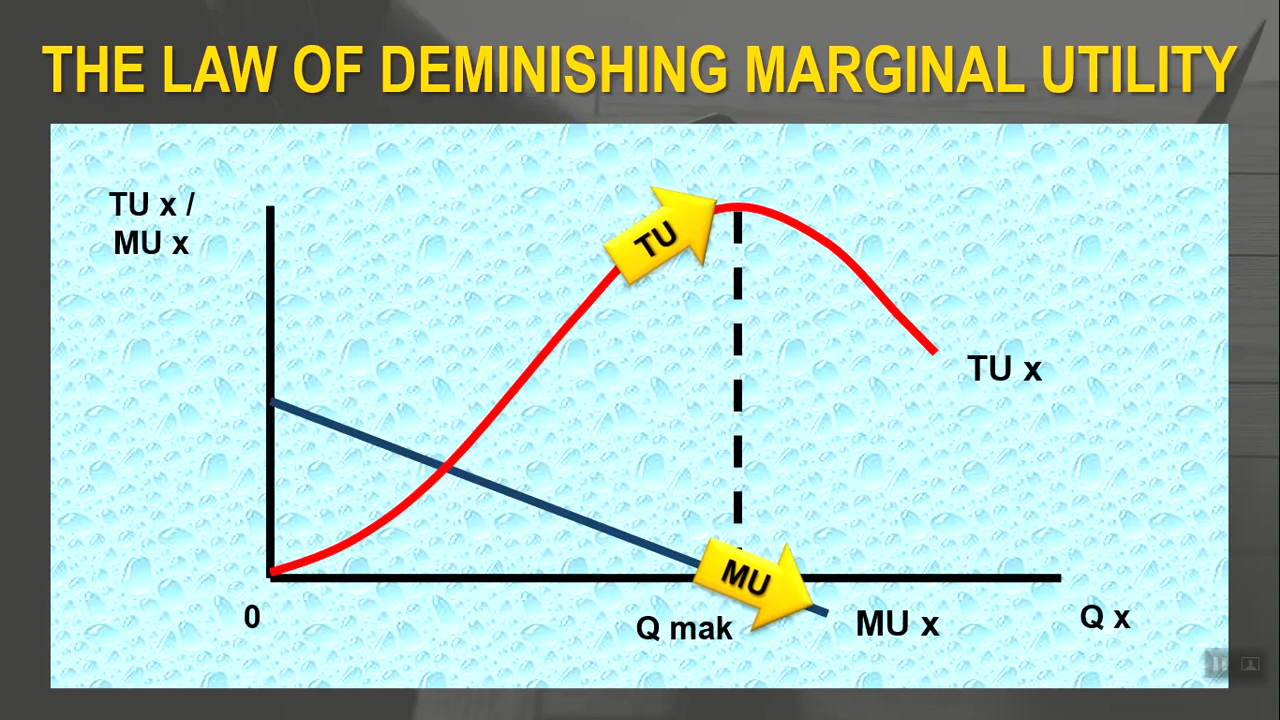 THE LAW OF DEMINISHING MARGINAL UTILITY
TU x /
MU x
TU
TU x
MU
0
Q mak
MU x
Q x